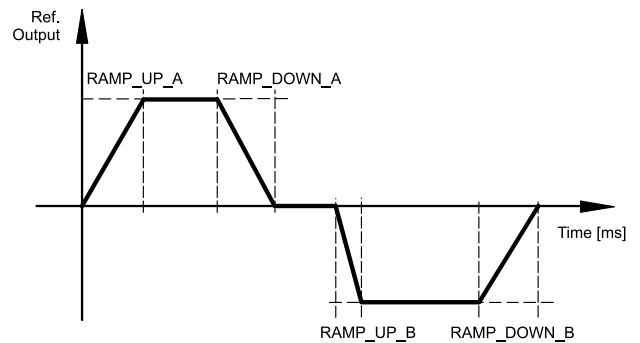 Ref.
Output
RAMP_UP_A
RAMP_DOWN_A
Time [ms]
RAMP_UP_B
RAMP_DOWN_B